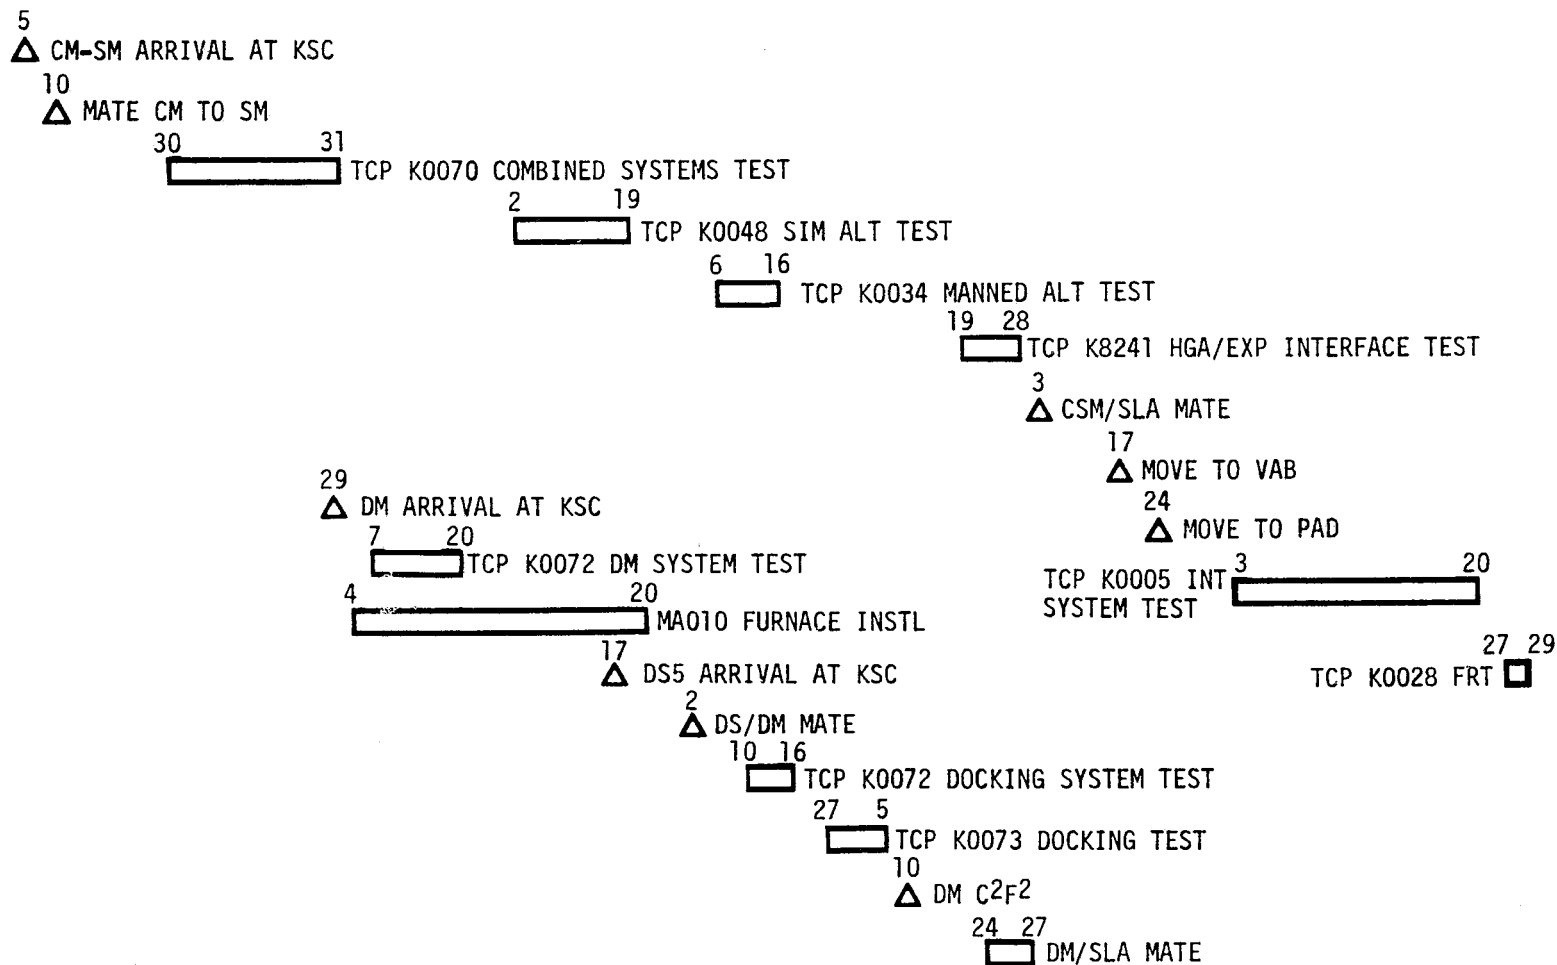 5
CM-SM ARRIVAL AT KSC
10
MATE CM TO SM
30 31
TCP K0070 COMBINED SYSTEMS TEST
2 19
TCP K0048 SIM ALT TEST
6 16
TCP K0034 MANNED ALT TEST
19 28
TCP K8241 HGA/EXP INTERFACE TEST
3
CSM/SLA MATE
17
MOVE TO VAB
24
MOVE TO PAD
3 20
TCP K0005 INT
SYSTEM TEST
27 29
TCP K0028 FRT
29
DM ARRIVAL AT KSC
7 20
TCP K0072 DM SYSTEM TEST
4 20
MA010 FURNACE INSTL
17
DS5 ARRIVAL AT KSC
2
DS/DM MATE
10 16
TCP K0072 DOCKING SYSTEM TEST
27 5
TCP K0073 DOCKING TEST
10
DM C²F²
24 27
DM/SLA MATE